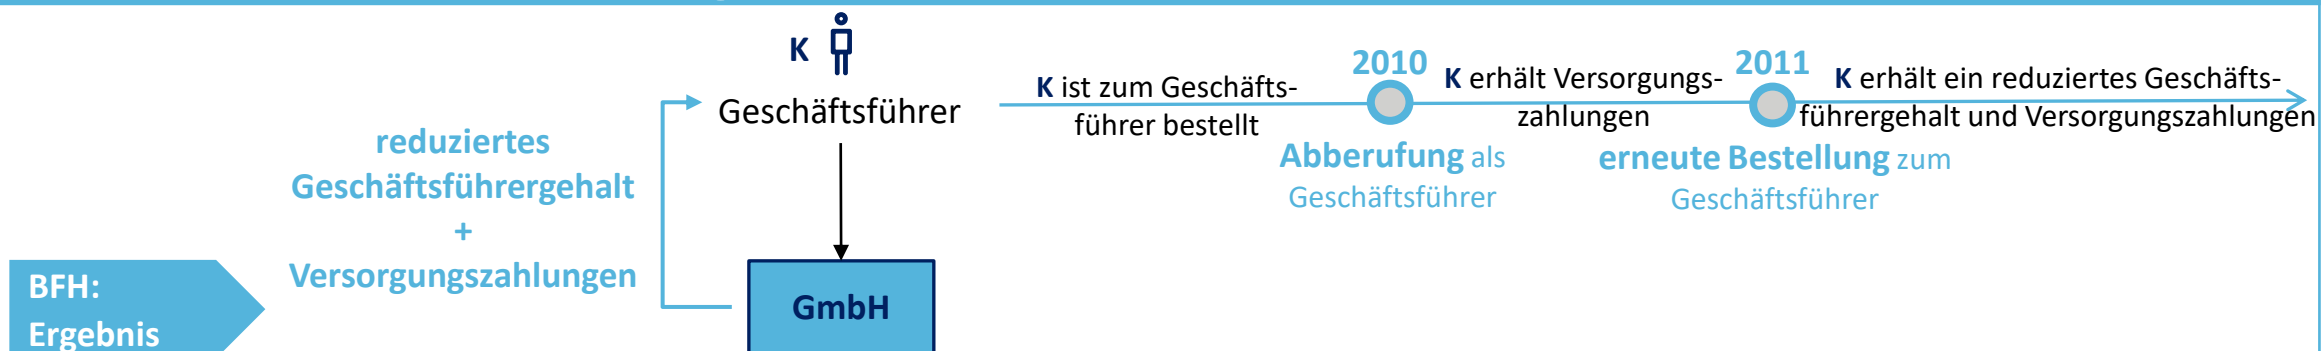 K
Geschäftsführer
reduziertes
Geschäftsführergehalt
+
Versorgungszahlungen
GmbH
K ist zum Geschäfts-
führer bestellt
2010
Abberufung als
Geschäftsführer
K erhält Versorgungs-
zahlungen
2011
erneute Bestellung zum
Geschäftsführer
K erhält ein reduziertes Geschäfts-
führergehalt und Versorgungszahlungen
BFH:
Ergebnis